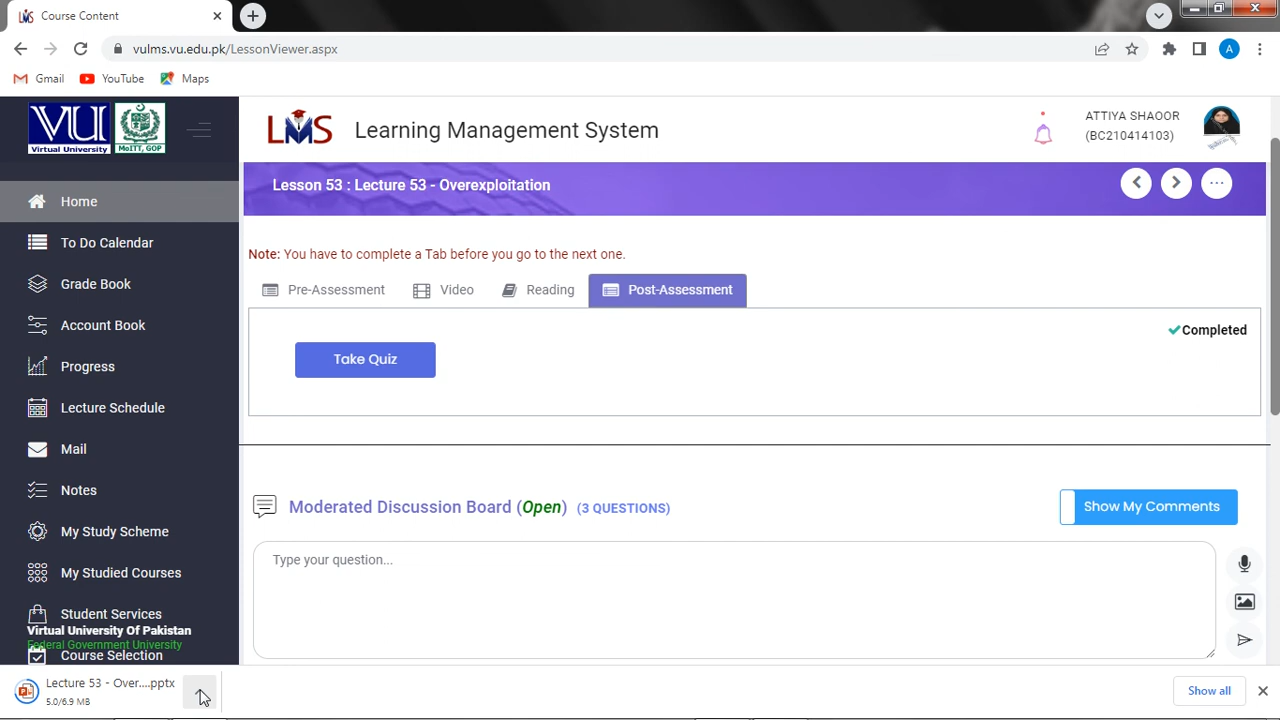 Course Content
vulms.vu.edu.pk/LessonViewer.aspx
A
Gmail YouTube Maps
VU
Virtual University
MoITT, GOP
LMS Learning Management System
ATTIYA SHAOOR
(BC210414103)
Lesson 53 : Lecture 53 - Overexploitation
Home
To Do Calendar
Grade Book
Account Book
Progress
Lecture Schedule
Mail
Notes
My Study Scheme
My Studied Courses
Student Services
Virtual University Of Pakistan
Federal Government University
Course Selection
Note: You have to complete a Tab before you go to the next one.
Pre-Assessment Video Reading Post-Assessment
Completed
Take Quiz
Moderated Discussion Board (Open) (3 QUESTIONS)
Show My Comments
Type your question...
Lecture 53 - Over....pptx
5.0/6.9 MB
Show all